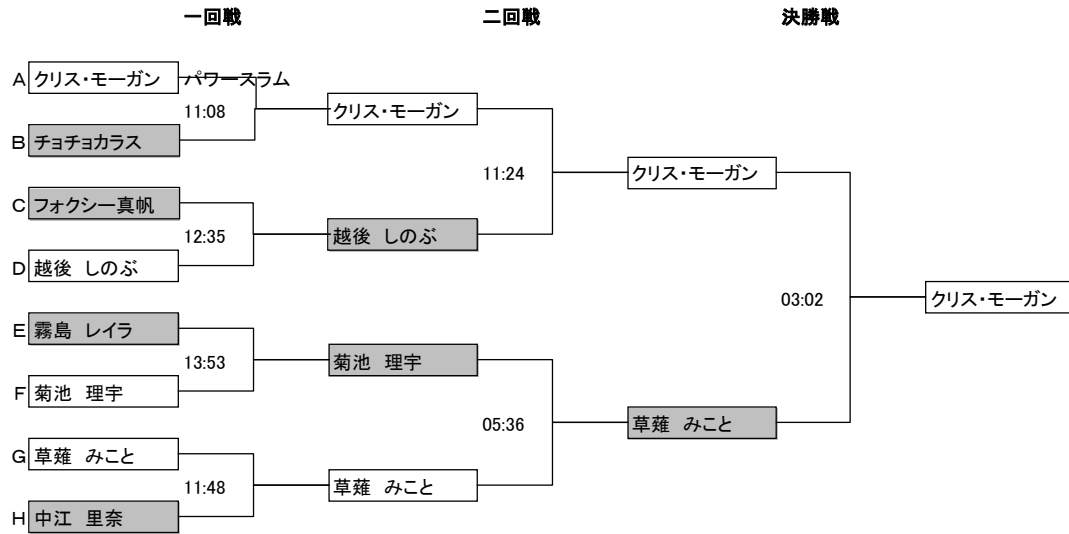 一回戦
二回戦
決勝戦
A クリス・モーガン パワースラム
11:08
B チョチョカラス
C フォクシー真帆
12:35
D 越後 しのぶ
E 霧島 レイラ
13:53
F 菊池 理宇
G 草薙 みこと
11:48
H 中江 里奈
クリス・モーガン
11:24
越後 しのぶ
菊池 理宇
05:36
草薙 みこと
クリス・モーガン
03:02
草薙 みこと
クリス・モーガン